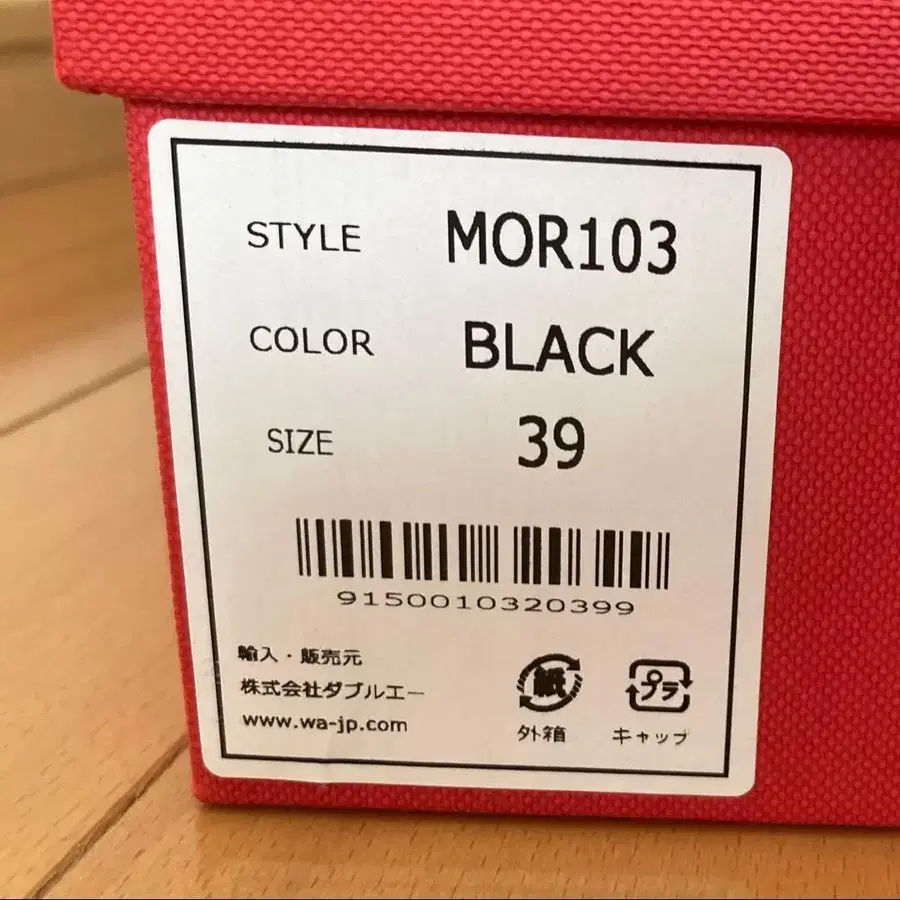 STYLE MOR103
COLOR BLACK
SIZE 39
9150010320399
輸入・販売元
株式会社ダブルエー
www.wa-jp.com
紙
外箱
プラ
キャップ